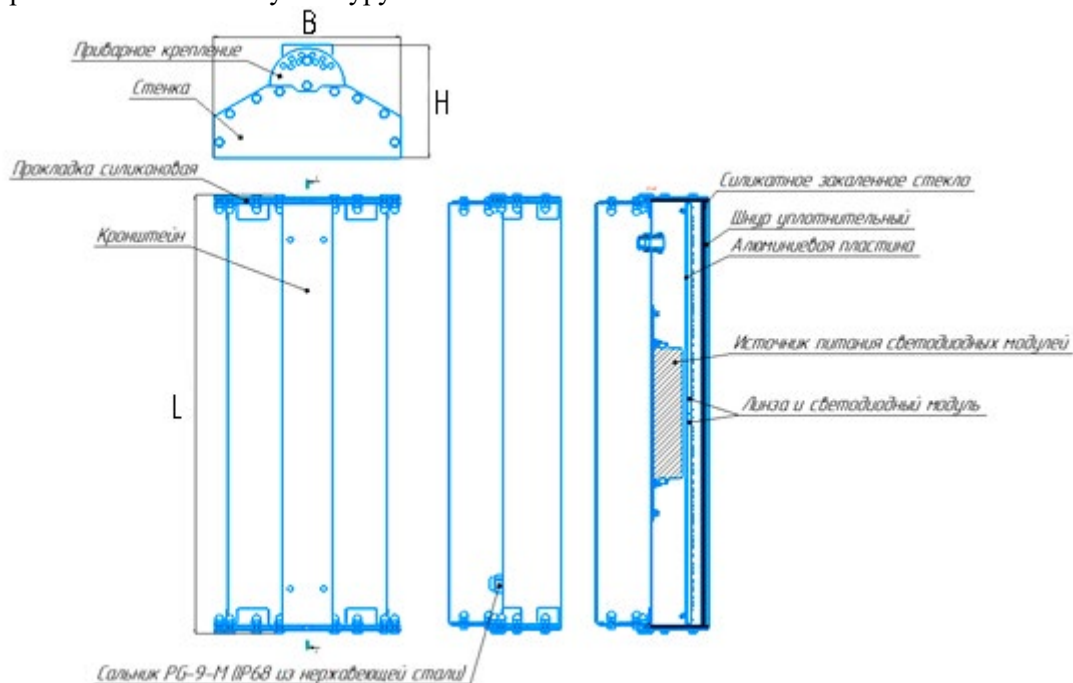 B
Приварное крепление
Стенка
H
Прокладка силиконовая
Кронштейн
L
Силикатное закаленное стекла
Шнур уплотнительный
Алюминиевая пластина
Источник питания светодиодных модулей
Линза и светодиодный модуль
Сальник PG-9-M (IP68 из нержавеющей стали)